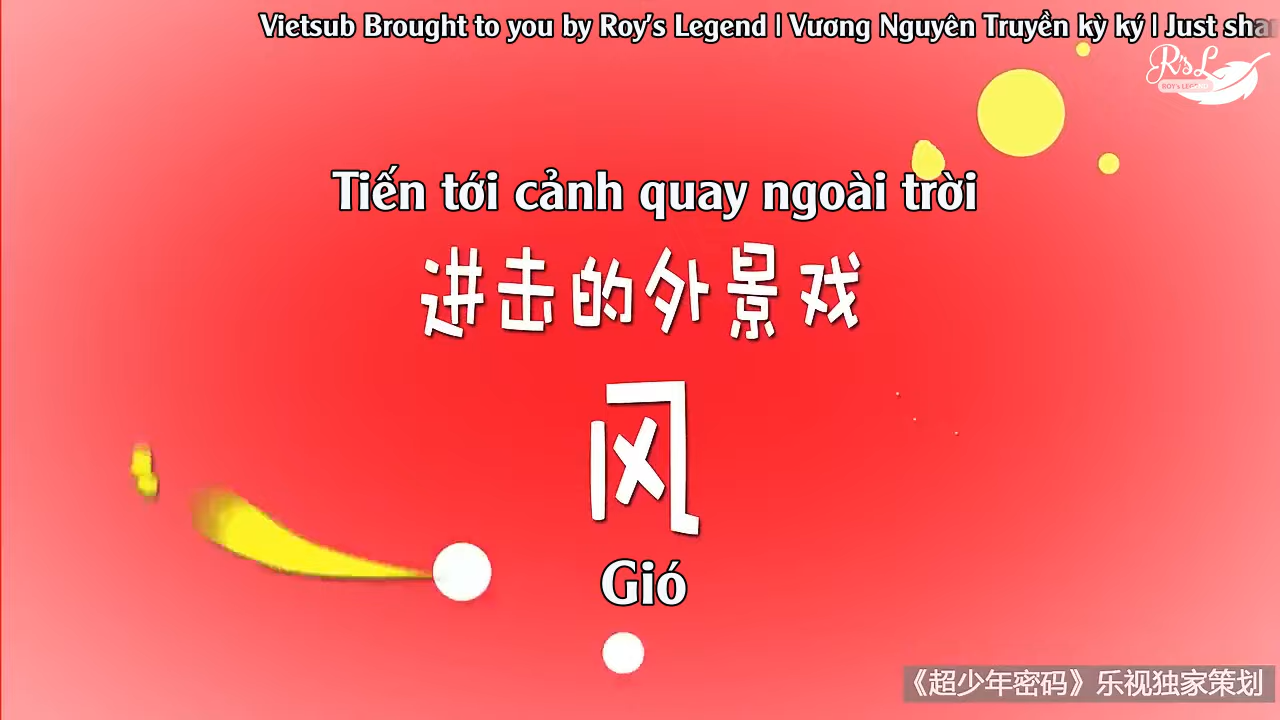 Vietsub Brought to you by Roy's Legend | Vương Nguyên Truyền kỳ ký | Just shar
R's L
ROY's LEGEND
Tiến tới cảnh quay ngoài trời
进击的外景戏
风
Gió
《超少年密码》乐视独家策划